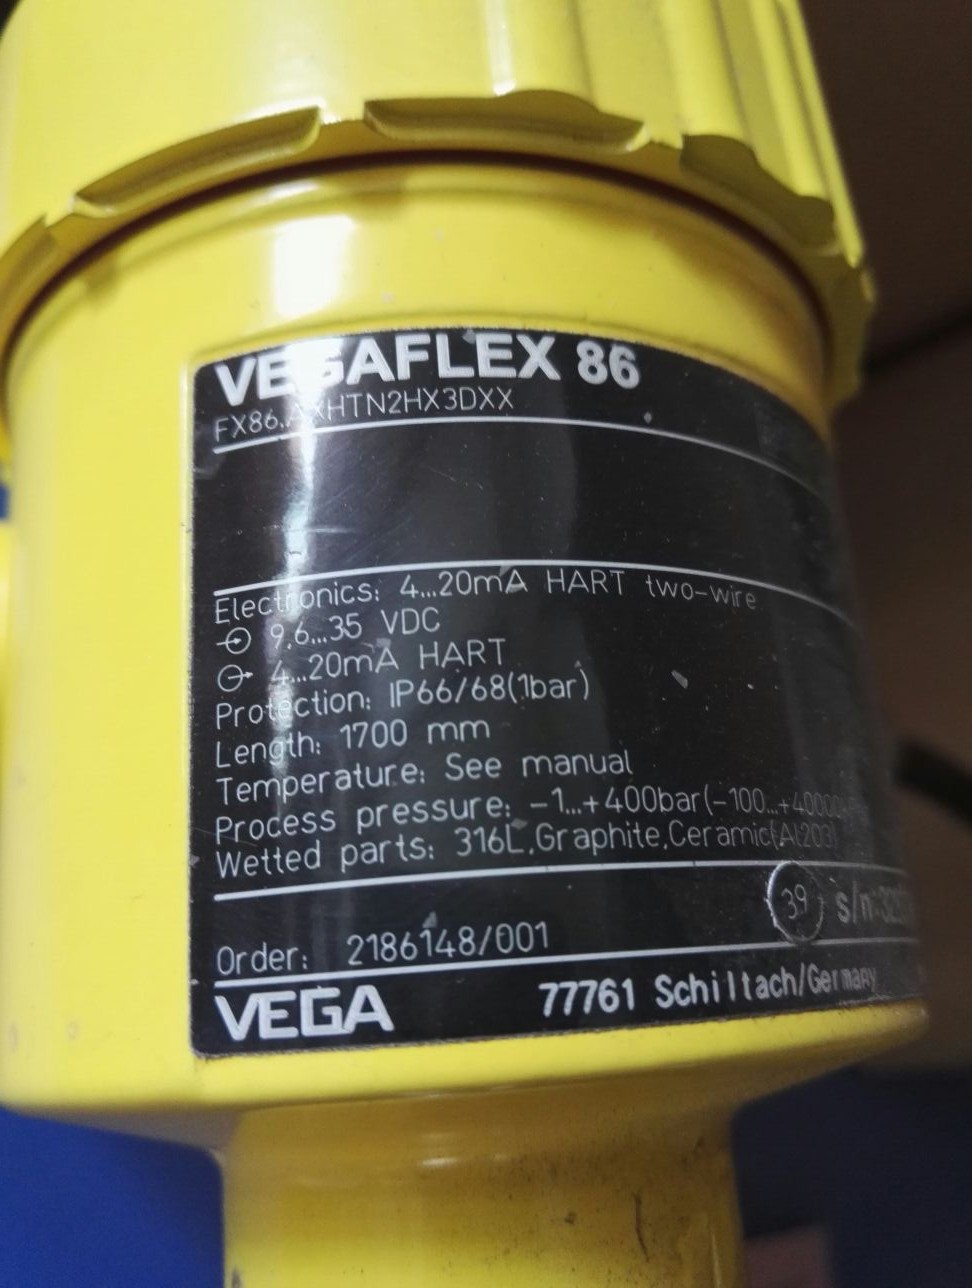 VEGAFLEX 86
FX86.AXHTN2HX3DXX
Electronics: 4...20mA HART two-wire
9,6...35 VDC
4...20mA HART
Protection: IP66/68(1bar)
Length: 1700 mm
Temperature: See manual
Process pressure: -1...+400bar(-100...+4000
Wetted parts: 316L,Graphite,Ceramic(Al2O3)
39 s/n:
Order: 2186148/001
VEGA 77761 Schiltach/Germany